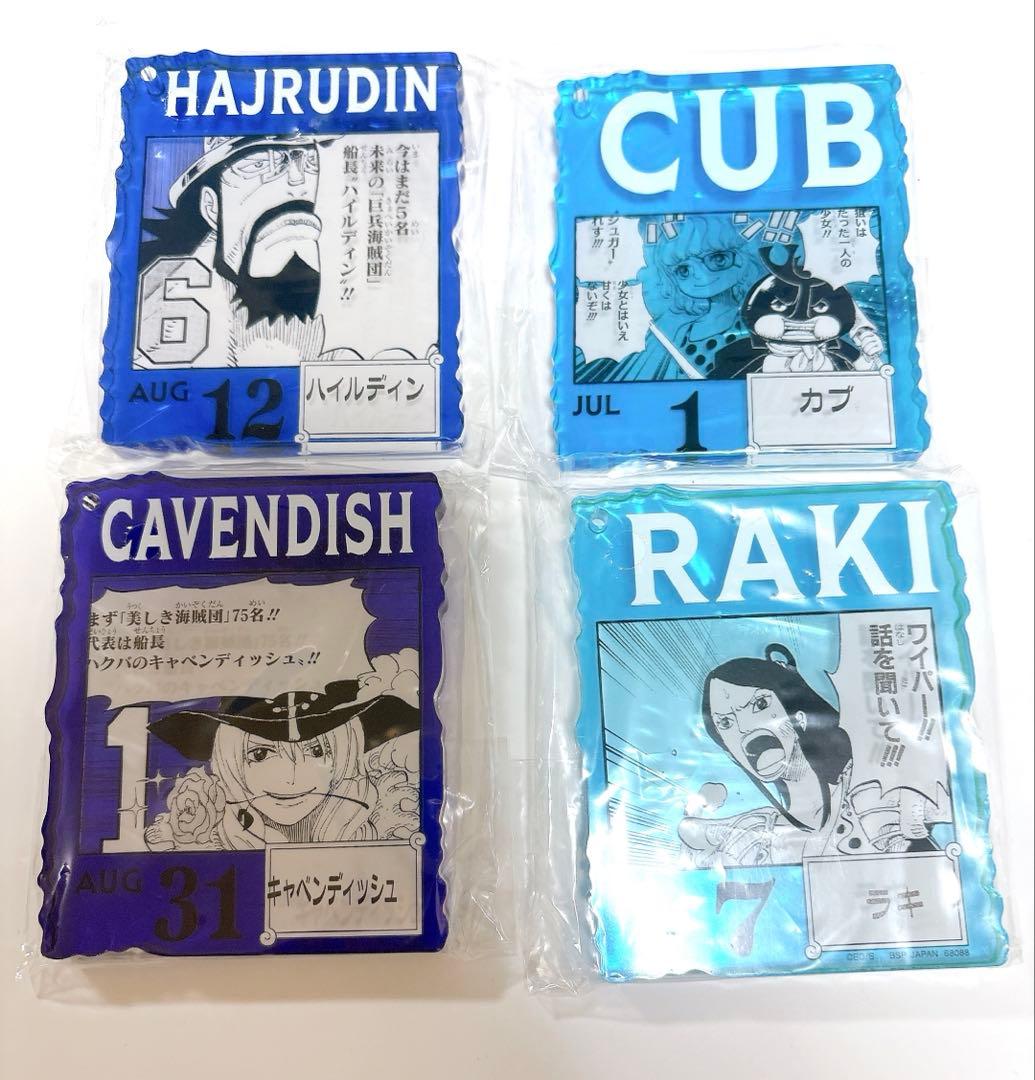 HAJRUDIN
今はまだ5名
未来の「巨兵海賊団」
船長"ハイルディン"!!
6
AUG 12
ハイルディン
CUB
狙いは
たった一人の
少女!!
シュガー"
れす!!!
少女とはいえ
甘くは
ないぞ!!!
JUL 1
カブ
CAVENDISH
まず「美しき海賊団」75名!!
代表は船長
ハクバのキャベンディッシュ!!
1
AUG 31
キャベンディッシュ
RAKI
ワイパー!!
話を聞いて!!!
7
ラキ
©EO/S. BSP JAPAN 68088